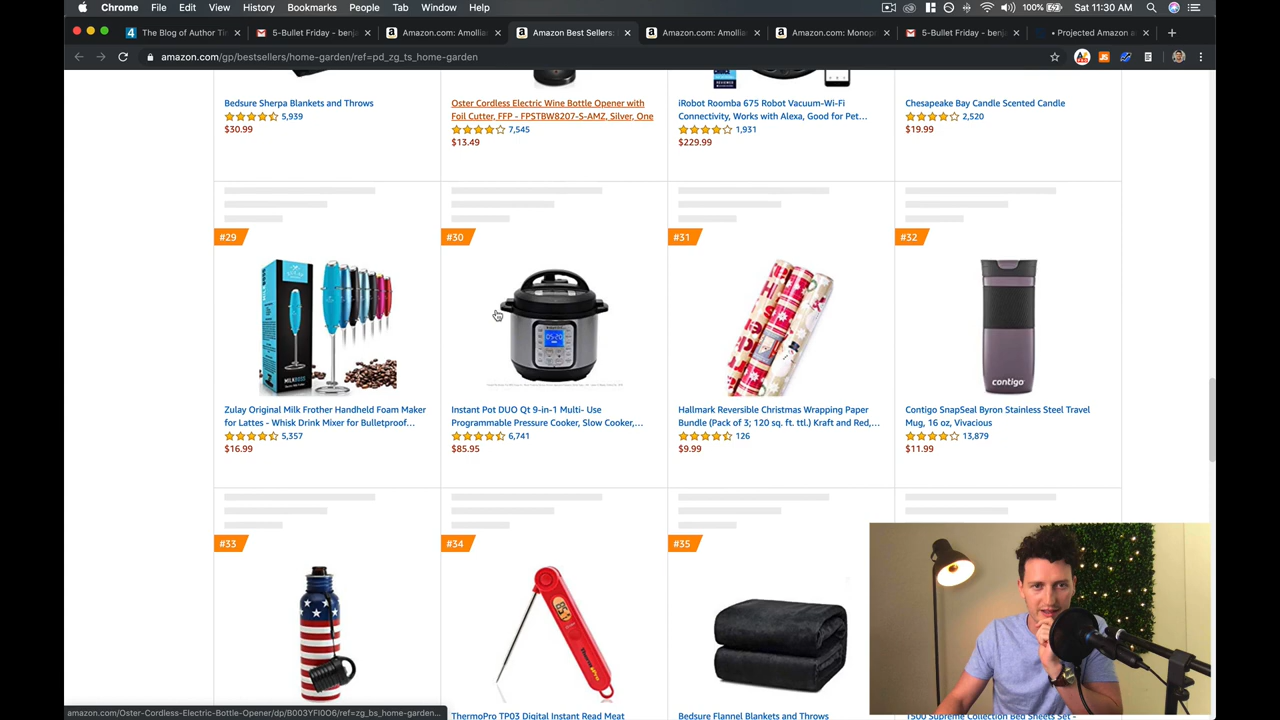 Chrome File Edit View History Bookmarks People Tab Window Help
100% Sat 11:30 AM
4 The Blog of Author Ti
5-Bullet Friday - benja
Amazon.com: Amollia
Amazon Best Sellers:
Amazon.com: Amollia
Amazon.com: Monop
5-Bullet Friday - benja
• Projected Amazon a
amazon.com/gp/bestsellers/home-garden/ref=pd_zg_ts_home-garden
Bedsure Sherpa Blankets and Throws
5,939
$30.99
Oster Cordless Electric Wine Bottle Opener with
Foil Cutter, FFP - FPSTBW8207-S-AMZ, Silver, One
7,545
$13.49
iRobot Roomba 675 Robot Vacuum-Wi-Fi
Connectivity, Works with Alexa, Good for Pet...
1,931
$229.99
Chesapeake Bay Candle Scented Candle
2,520
$19.99
#29
Zulay Original Milk Frother Handheld Foam Maker
for Lattes - Whisk Drink Mixer for Bulletproof...
5,357
$16.99
#30
Instant Pot DUO Qt 9-in-1 Multi- Use
Programmable Pressure Cooker, Slow Cooker,...
6,741
$85.95
#31
Hallmark Reversible Christmas Wrapping Paper
Bundle (Pack of 3; 120 sq. ft. ttl.) Kraft and Red,...
126
$9.99
#32
contigo
Contigo SnapSeal Byron Stainless Steel Travel
Mug, 16 oz, Vivacious
13,879
$11.99
#33
#34
ThermoPro TP03 Digital Instant Read Meat
#35
Bedsure Flannel Blankets and Throws
1500 Supreme Collection Bed Sheets Set -
amazon.com/Oster-Cordless-Electric-Bottle-Opener/dp/B003YFI0O6/ref=zg_bs_home-garden...